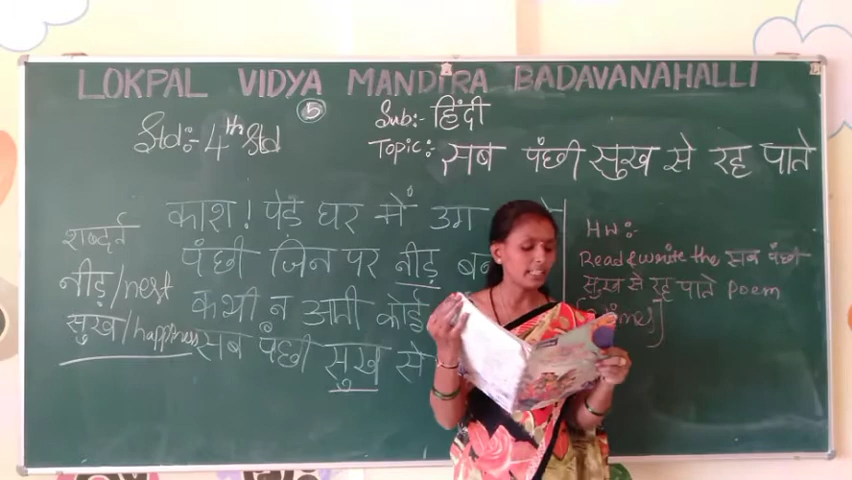 LOKPAL VIDYA MANDIRA BADAVANAHALLI
Std:- 4th Std
5
Sub:- हिंदी
Topic:- सब पंछी सुख से रह पाते
शब्दार्थ
नीड़/nest
सुख/happiness
काश! पेड़ घर में उग
पंछी जिन पर नीड़
कभी न आती कोई
सब पंछी सुख से
HW:-
Read & write the सब पंछी
सुख से रह पाते poem